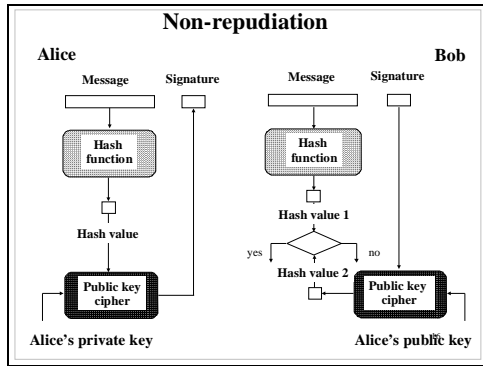 Non-repudiation
Alice
Bob
Message
Signature
Message
Signature
Hash
function
Hash
function
Hash value
Hash value 1
yes
no
Hash value 2
Public key
cipher
Public key
cipher
Alice's private key
Alice's public key